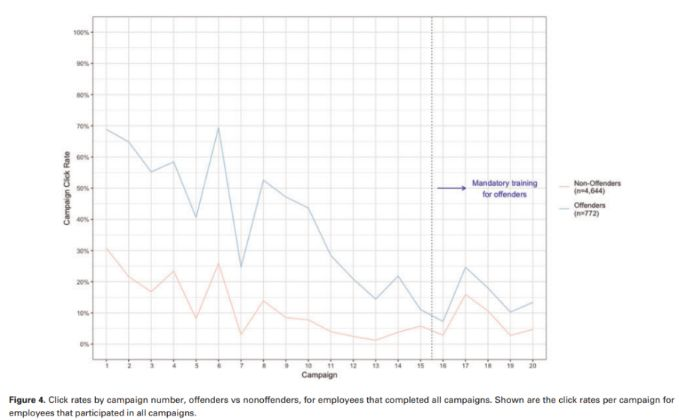 100%
90%
80%
70%
60%
50%
40%
30%
20%
10%
0%
Campaign Click Rate
Mandatory training
for offenders
Non-Offenders
(n=4,644)
Offenders
(n=772)
1 2 3 4 5 6 7 8 9 10 11 12 13 14 15 16 17 18 19 20
Campaign
Figure 4. Click rates by campaign number, offenders vs nonoffenders, for employees that completed all campaigns. Shown are the click rates per campaign for
employees that participated in all campaigns.